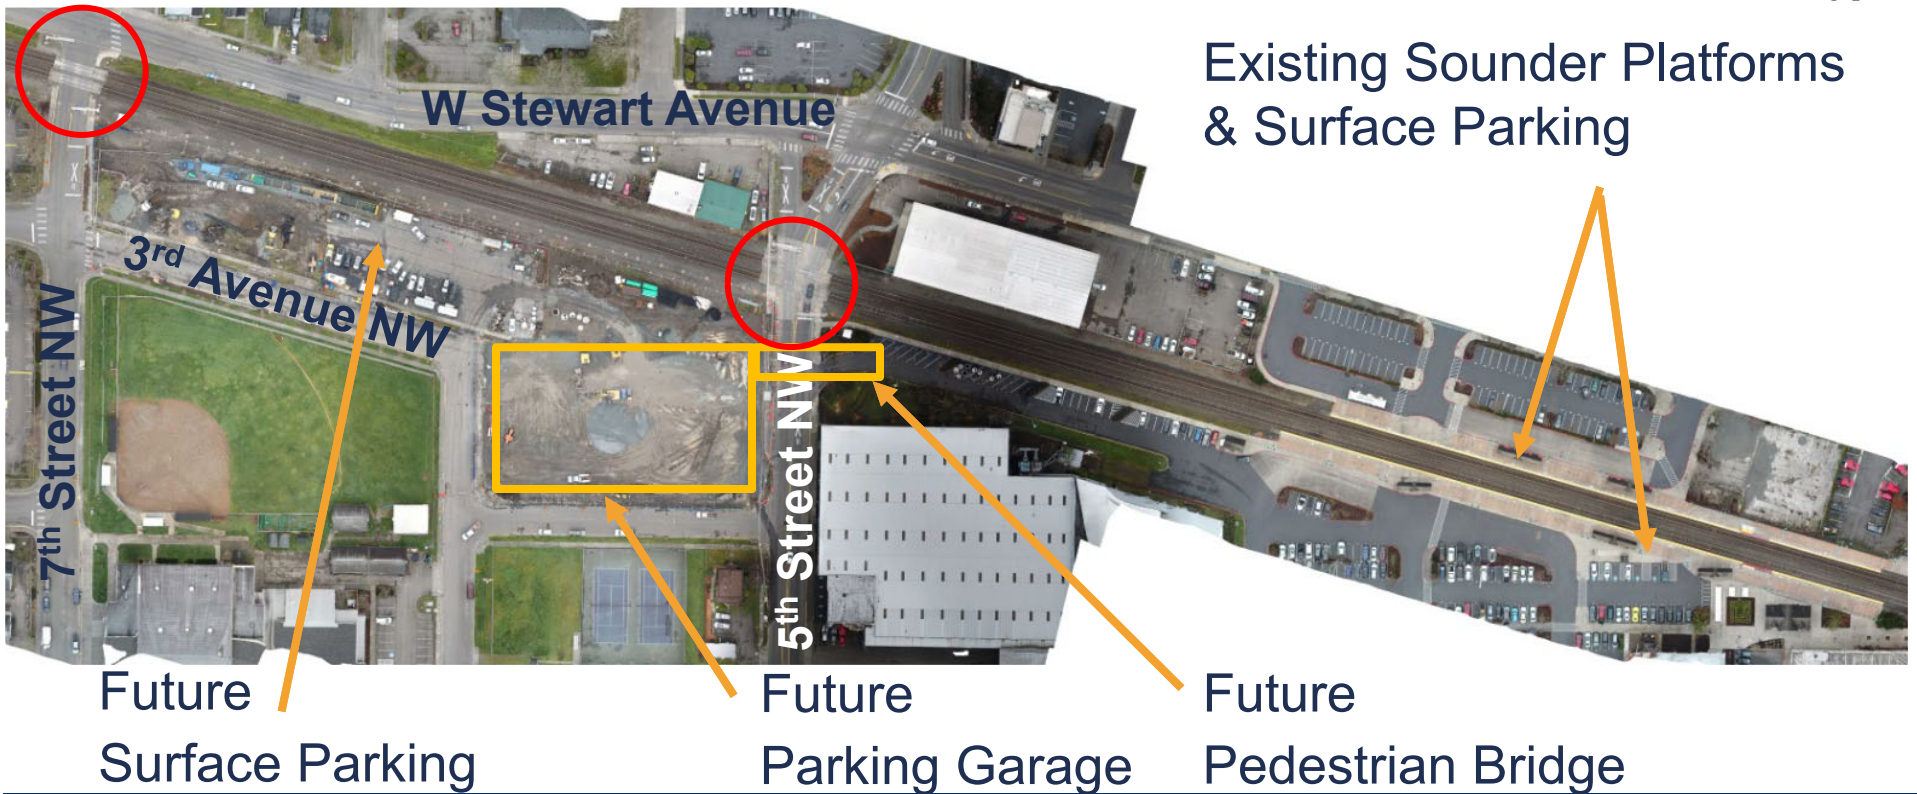 Existing Sounder Platforms
& Surface Parking
W Stewart Avenue
3rd Avenue NW
7th Street NW
5th Street NW
Future
Surface Parking
Future
Parking Garage
Future
Pedestrian Bridge